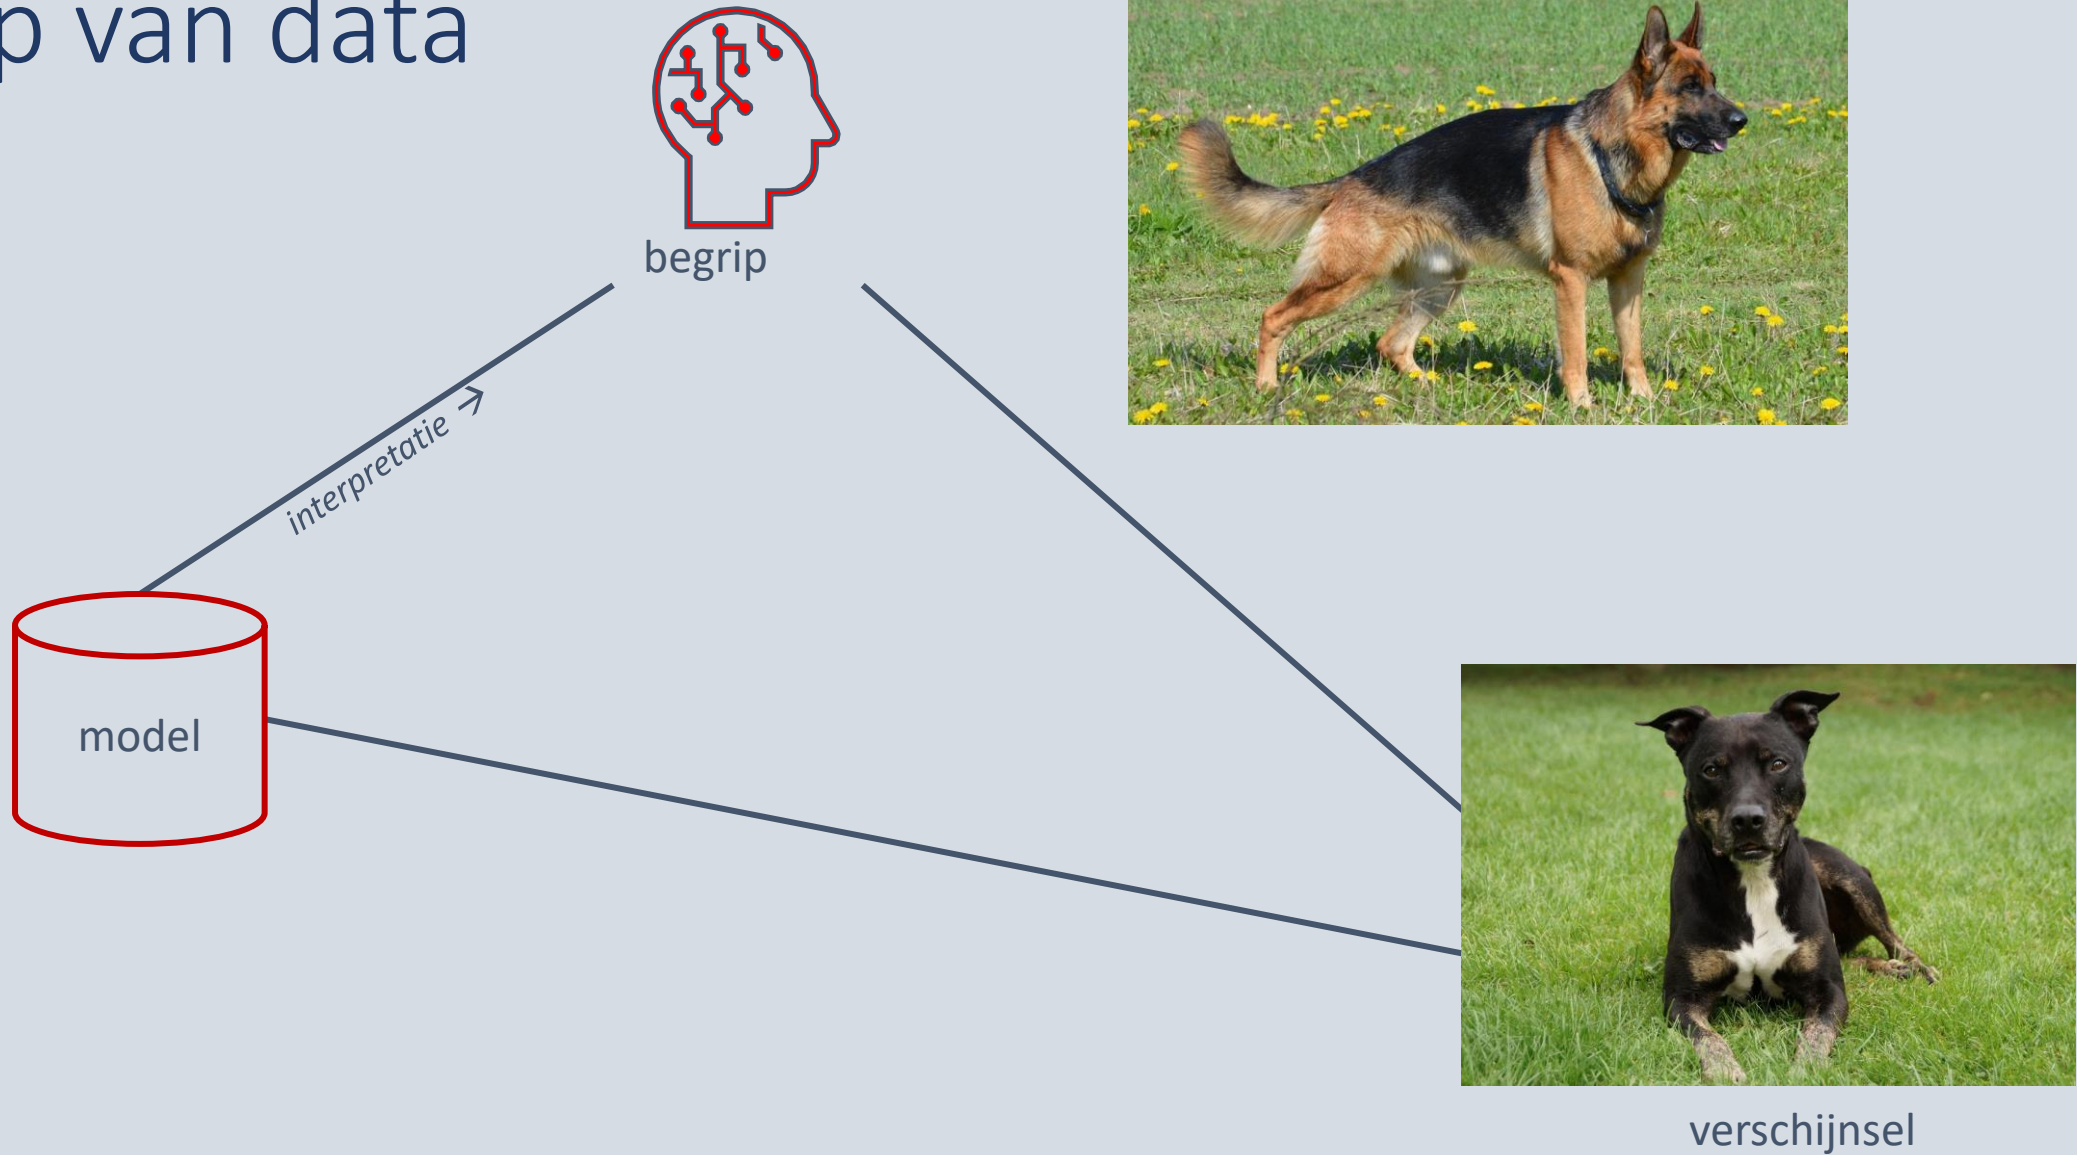 van data
begrip
interpretatie →
model
verschijnsel